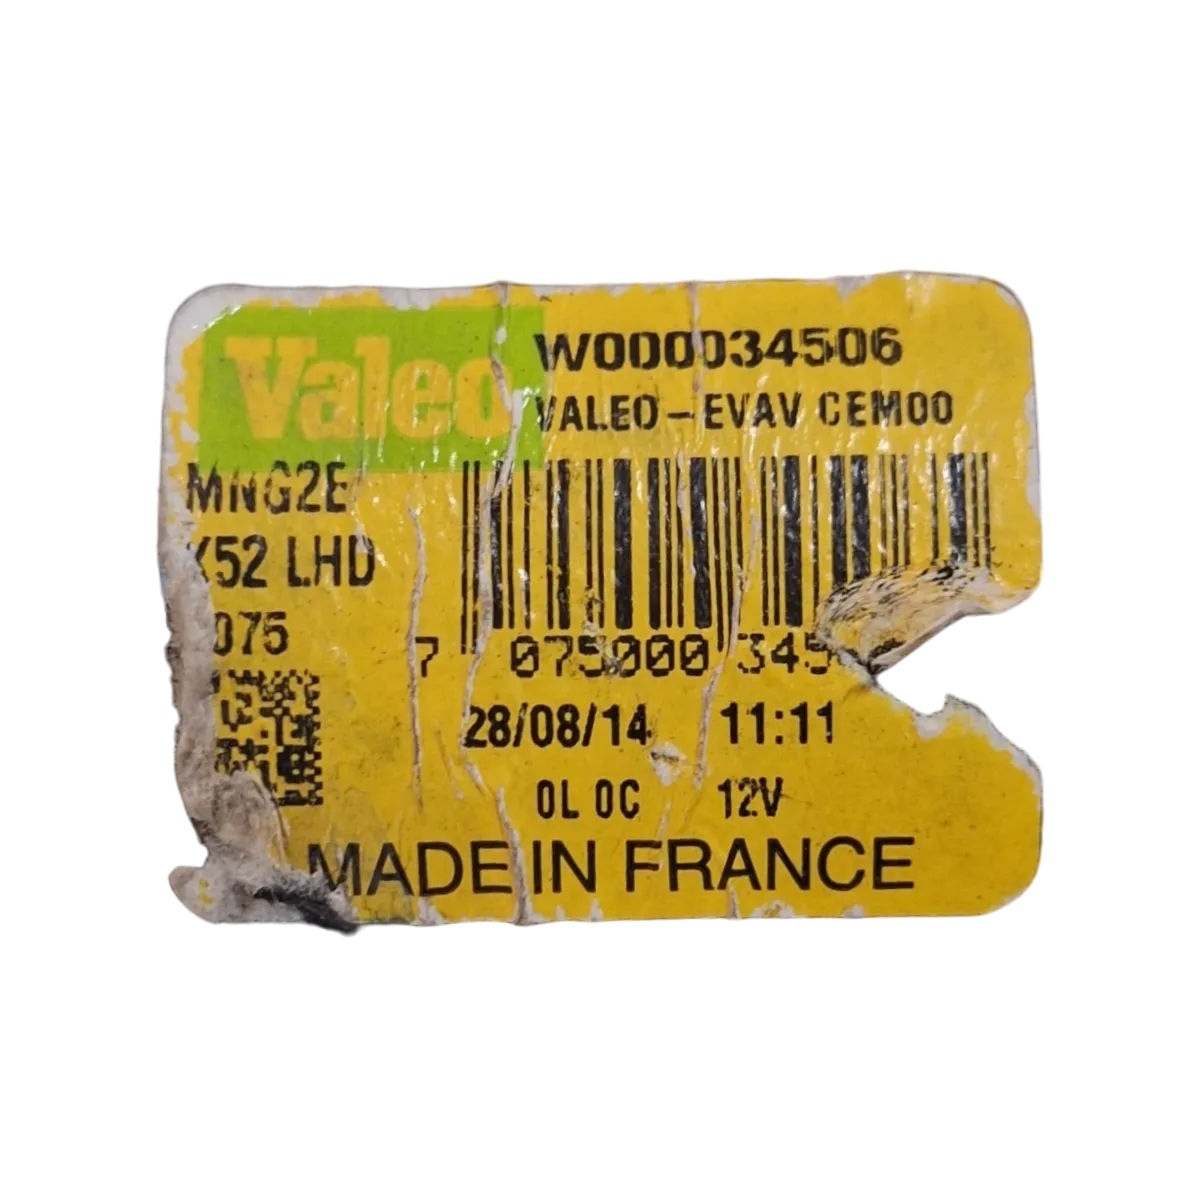 Valeo
W000034506
VALEO-EVAV CEM00
MNG2E
X52 LHD
075
7 075000 345
28/08/14 11:11
0L 0C 12V
MADE IN FRANCE